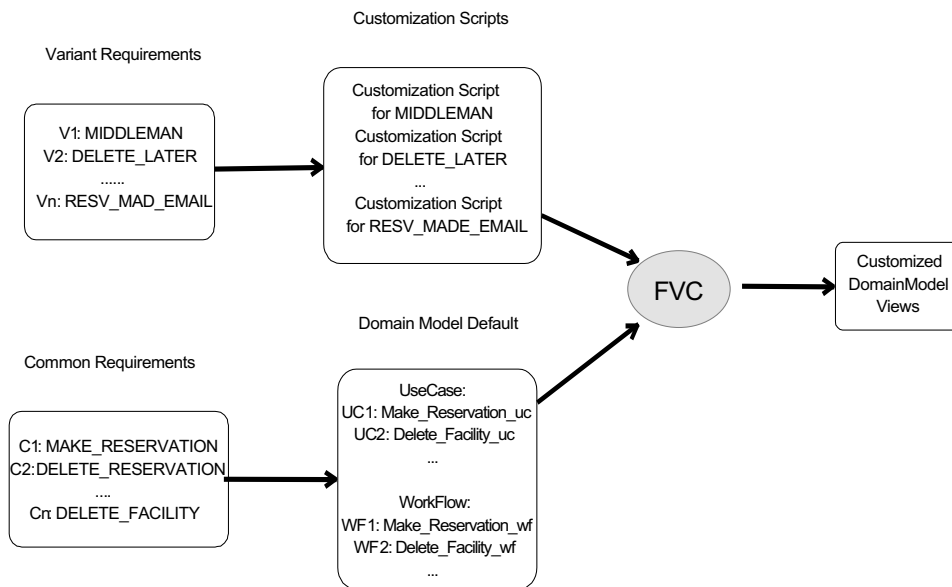 Customization Scripts
Variant Requirements
V1: MIDDLEMAN
V2: DELETE_LATER
......
Vn: RESV_MAD_EMAIL
Customization Script
for MIDDLEMAN
Customization Script
for DELETE_LATER
...
Customization Script
for RESV_MADE_EMAIL
FVC
Customized
DomainModel
Views
Domain Model Default
Common Requirements
C1: MAKE_RESERVATION
C2:DELETE_RESERVATION
....
Cn: DELETE_FACILITY
UseCase:
UC1: Make_Reservation_uc
UC2: Delete_Facility_uc
...
WorkFlow:
WF1: Make_Reservation_wf
WF2: Delete_Facility_wf
...